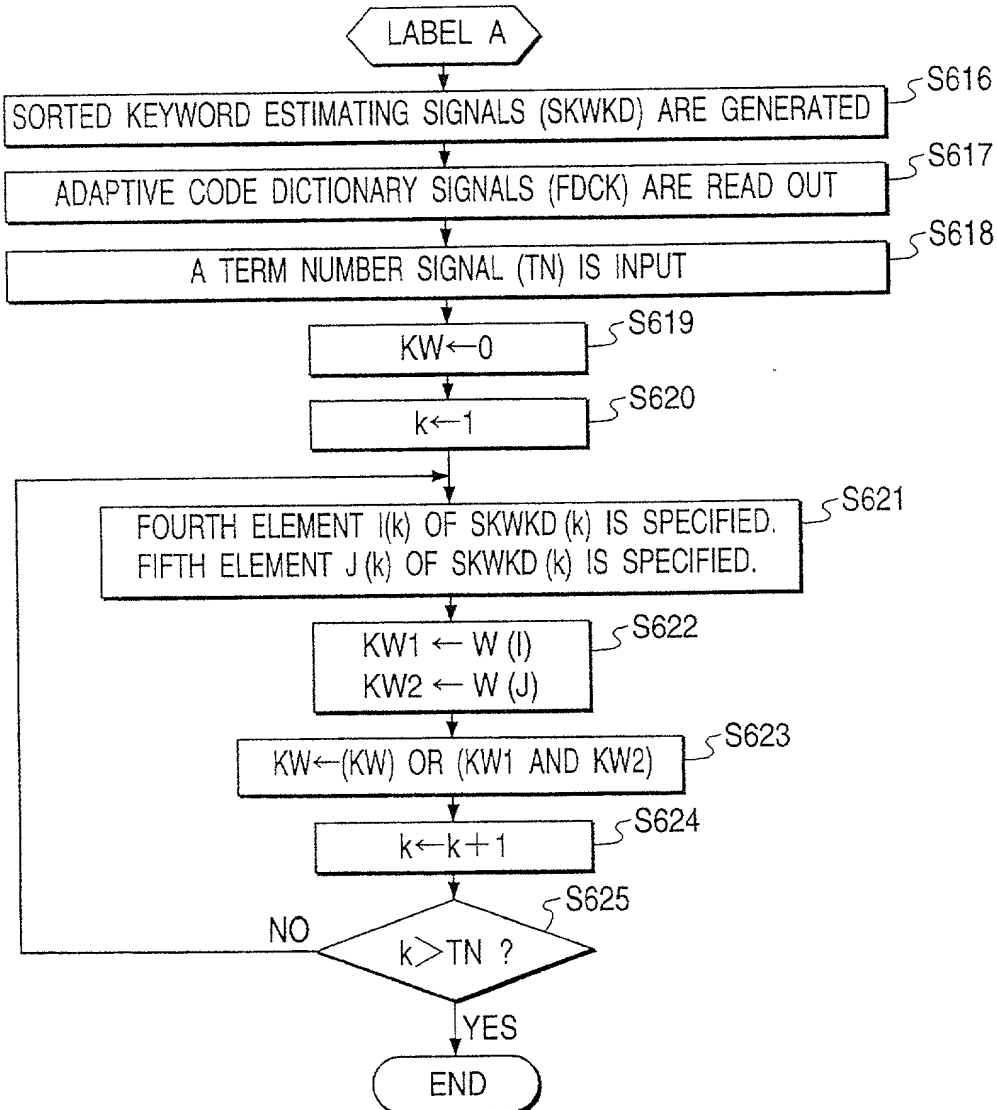 LABEL A
SORTED KEYWORD ESTIMATING SIGNALS (SKWKD) ARE GENERATED
S616
ADAPTIVE CODE DICTIONARY SIGNALS (FDCK) ARE READ OUT
S617
A TERM NUMBER SIGNAL (TN) IS INPUT
S618
KW←0
S619
k←1
S620
FOURTH ELEMENT I(k) OF SKWKD (k) IS SPECIFIED.
FIFTH ELEMENT J (k) OF SKWKD (k) IS SPECIFIED.
S621
KW1 ← W (I)
KW2 ← W (J)
S622
KW←(KW) OR (KW1 AND KW2)
S623
k←k+1
S624
k>TN ?
S625
NO
YES
END